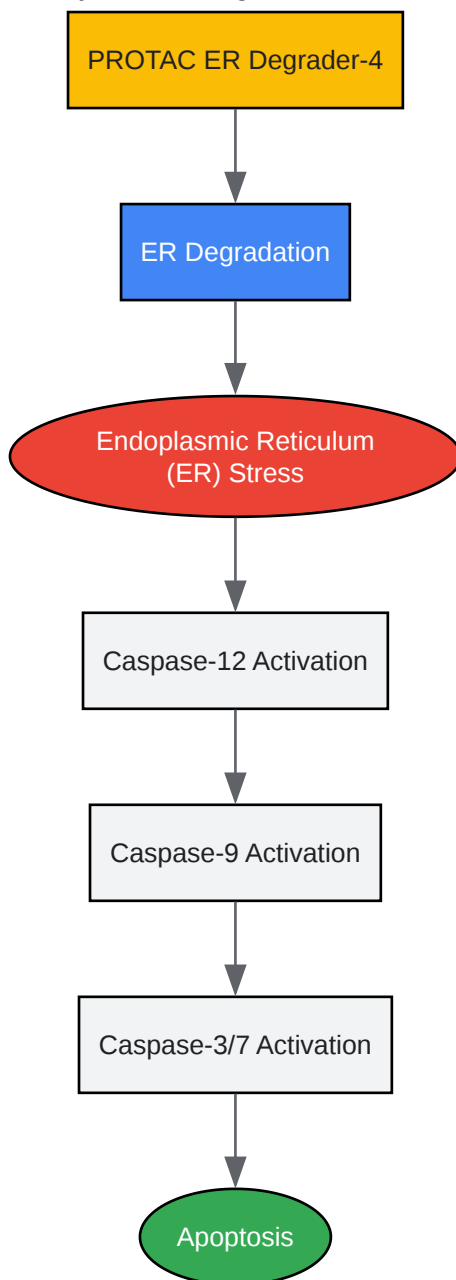 PROTAC ER Degrader-4
ER Degradation
Endoplasmic Reticulum
(ER) Stress
Caspase-12 Activation
Caspase-9 Activation
Caspase-3/7 Activation
Apoptosis